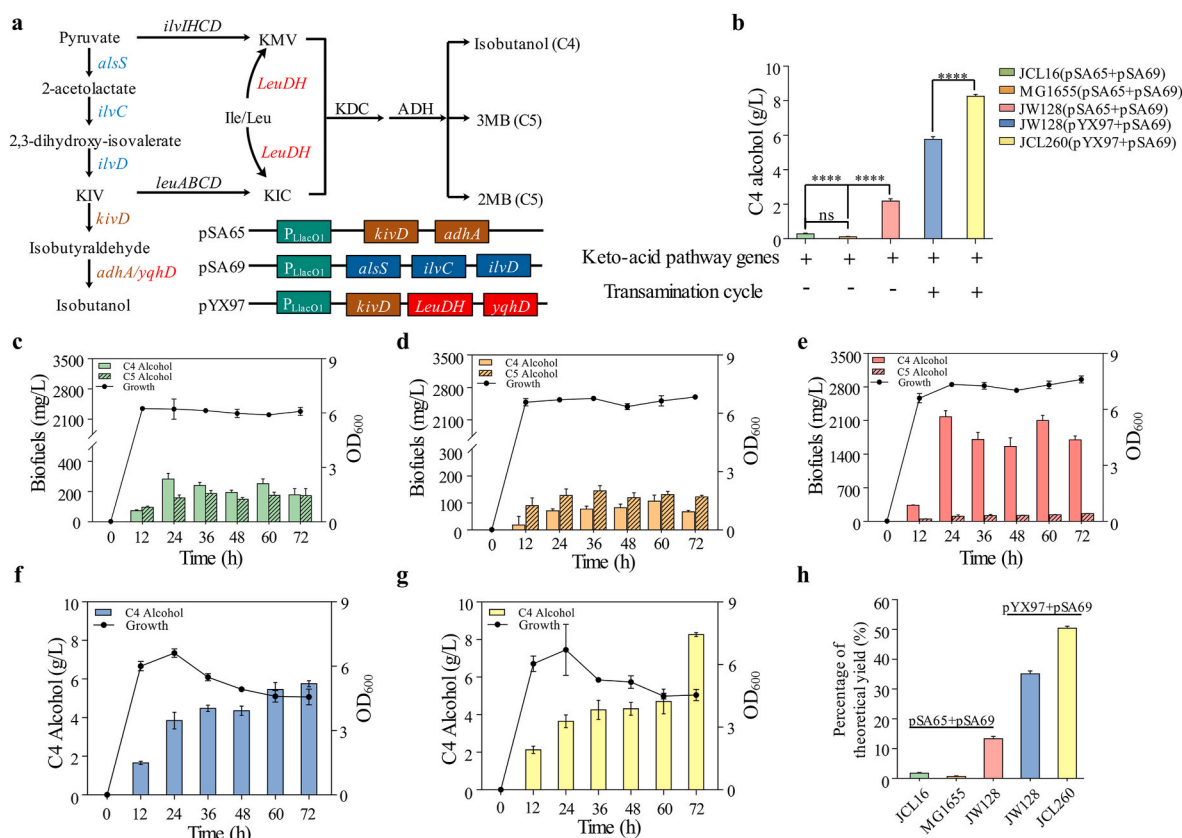 a
Pyruvate
ilvIHCD
KMV
Isobutanol (C4)
alsS
2-acetolactate
LeuDH
ilvC
Ile/Leu
KDC
ADH
3MB (C5)
2,3-dihydroxy-isovalerate
LeuDH
ilvD
KIV
leuABCD
KIC
2MB (C5)
kivD
Isobutyraldehyde
adhA/yqhD
Isobutanol
pSA65
PLlacO1
kivD
adhA
pSA69
PLlacO1
alsS
ilvC
ilvD
pYX97
PLlacO1
kivD
LeuDH
yqhD
b
C4 alcohol (g/L)
10
8
6
4
2
0
ns
****
****
****
JCL16(pSA65+pSA69)
MG1655(pSA65+pSA69)
JW128(pSA65+pSA69)
JW128(pYX97+pSA69)
JCL260(pYX97+pSA69)
Keto-acid pathway genes + + + + +
Transamination cycle - - - + +
c
Biofuels (mg/L)
3500
2800
2100
400
200
0
C4 Alcohol
C5 Alcohol
Growth
9
6
3
0
OD600
0 12 24 36 48 60 72
Time (h)
d
Biofuels (mg/L)
3500
2800
2100
300
200
100
0
C4 Alcohol
C5 Alcohol
Growth
9
6
3
0
OD600
0 12 24 36 48 60 72
Time (h)
e
Biofuels (mg/L)
3500
2800
2100
1400
700
0
C4 Alcohol
C5 Alcohol
Growth
9
6
3
0
OD600
0 12 24 36 48 60 72
Time (h)
f
C4 Alcohol (g/L)
10
8
6
4
2
0
C4 Alcohol
Growth
9
6
3
0
OD600
0 12 24 36 48 60 72
Time (h)
g
C4 Alcohol (g/L)
10
8
6
4
2
0
C4 Alcohol
Growth
9
6
3
0
OD600
0 12 24 36 48 60 72
Time (h)
h
Percentage of
theoretical yield (%)
60
50
40
30
20
10
0
pSA65+pSA69
pYX97+pSA69
JCL16
MG1655
JW128
JW128
JCL260